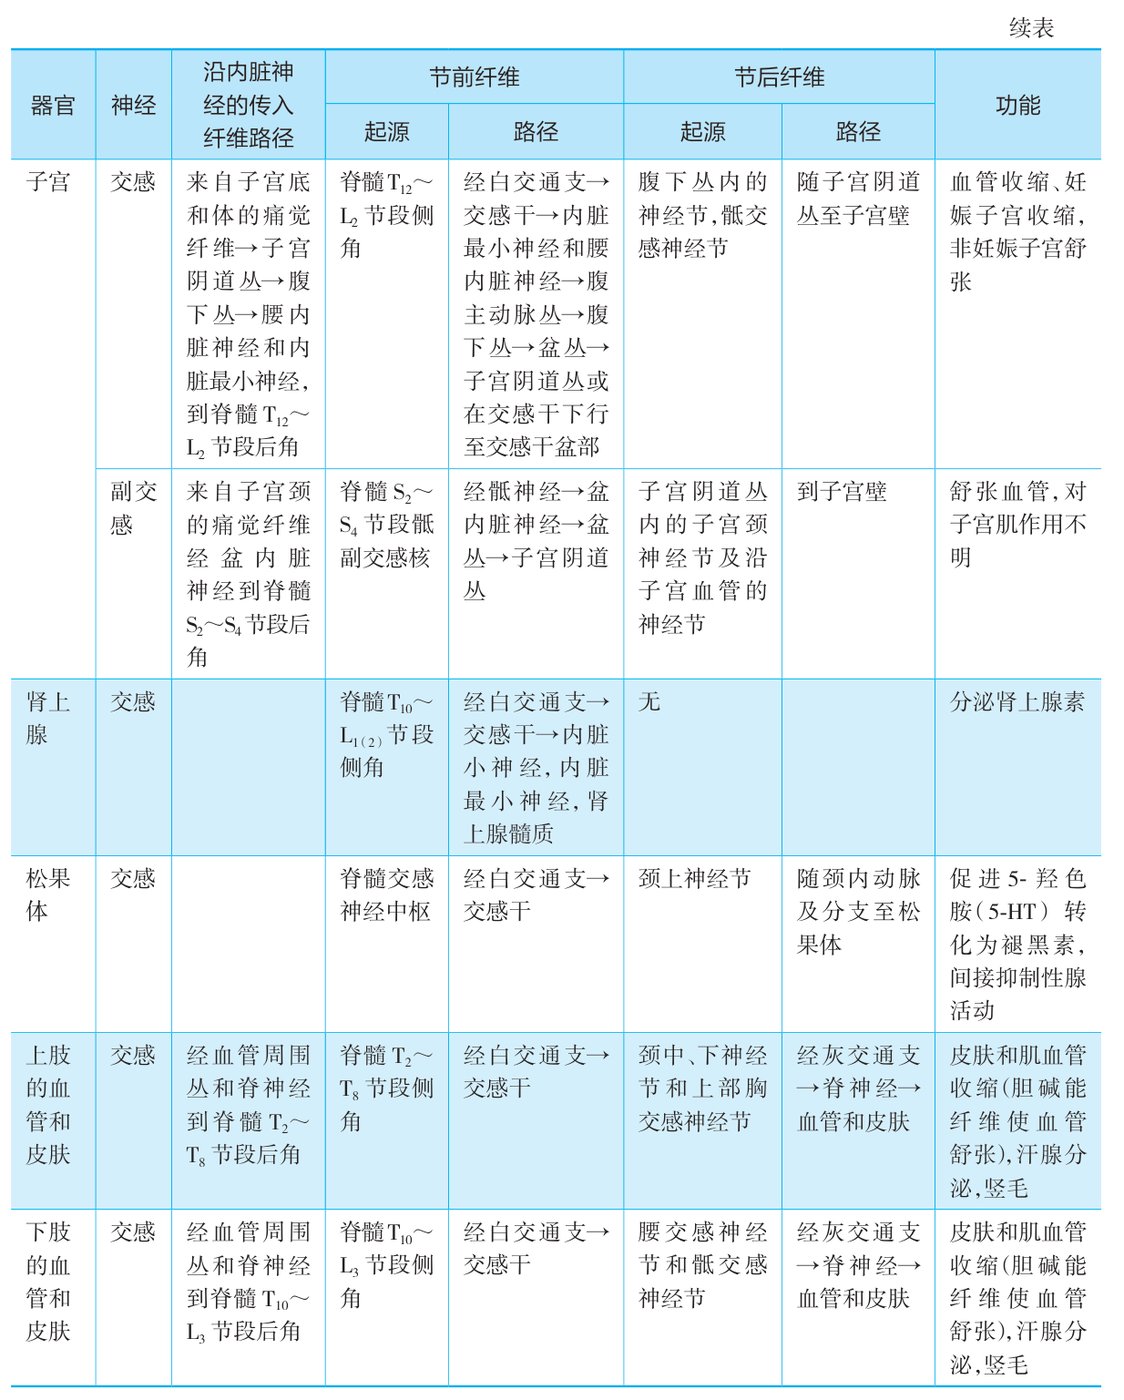 续表
器官
神经
沿内脏神
经的传入
纤维路径
节前纤维
节后纤维
功能
起源
路径
起源
路径
子宫
交感
来自子宫底
和体的痛觉
纤维→子宫
阴道丛→腹
下丛→腰内
脏神经和内
脏最小神经,
到脊髓T12～
L2节段后角
脊髓T12～
L2节段侧
角
经白交通支→
交感干→内脏
最小神经和腰
内脏神经→腹
主动脉丛→腹
下丛→盆丛→
子宫阴道丛或
在交感干下行
至交感干盆部
腹下丛内的
神经节,骶交
感神经节
随子宫阴道
丛至子宫壁
血管收缩、妊
娠子宫收缩,
非妊娠子宫舒
张
副交
感
来自子宫颈
的痛觉纤维
经盆内脏
神经到脊髓
S2～S4节段后
角
脊髓S2～
S4节段骶
副交感核
经骶神经→盆
内脏神经→盆
丛→子宫阴道
丛
子宫阴道丛
内的子宫颈
神经节及沿
子宫血管的
神经节
到子宫壁
舒张血管,对
子宫肌作用不
明
肾上
腺
交感
脊髓T10～
L1(2)节段
侧角
经白交通支→
交感干→内脏
小神经,内脏
最小神经,肾
上腺髓质
无
分泌肾上腺素
松果
体
交感
脊髓交感
神经中枢
经白交通支→
交感干
颈上神经节
随颈内动脉
及分支至松
果体
促进5-羟色
胺(5-HT)转
化为褪黑素,
间接抑制性腺
活动
上肢
的血
管和
皮肤
交感
经血管周围
丛和脊神经
到脊髓T2～
T8节段后角
脊髓T2～
T8节段侧
角
经白交通支→
交感干
颈中、下神经
节和上部胸
交感神经节
经灰交通支
→脊神经→
血管和皮肤
皮肤和肌血管
收缩(胆碱能
纤维使血管
舒张),汗腺分
泌,竖毛
下肢
的血
管和
皮肤
交感
经血管周围
丛和脊神经
到脊髓T10～
L3节段后角
脊髓T10～
L3节段侧
角
经白交通支→
交感干
腰交感神经
节和骶交感
神经节
经灰交通支
→脊神经→
血管和皮肤
皮肤和肌血管
收缩(胆碱能
纤维使血管
舒张),汗腺分
泌,竖毛